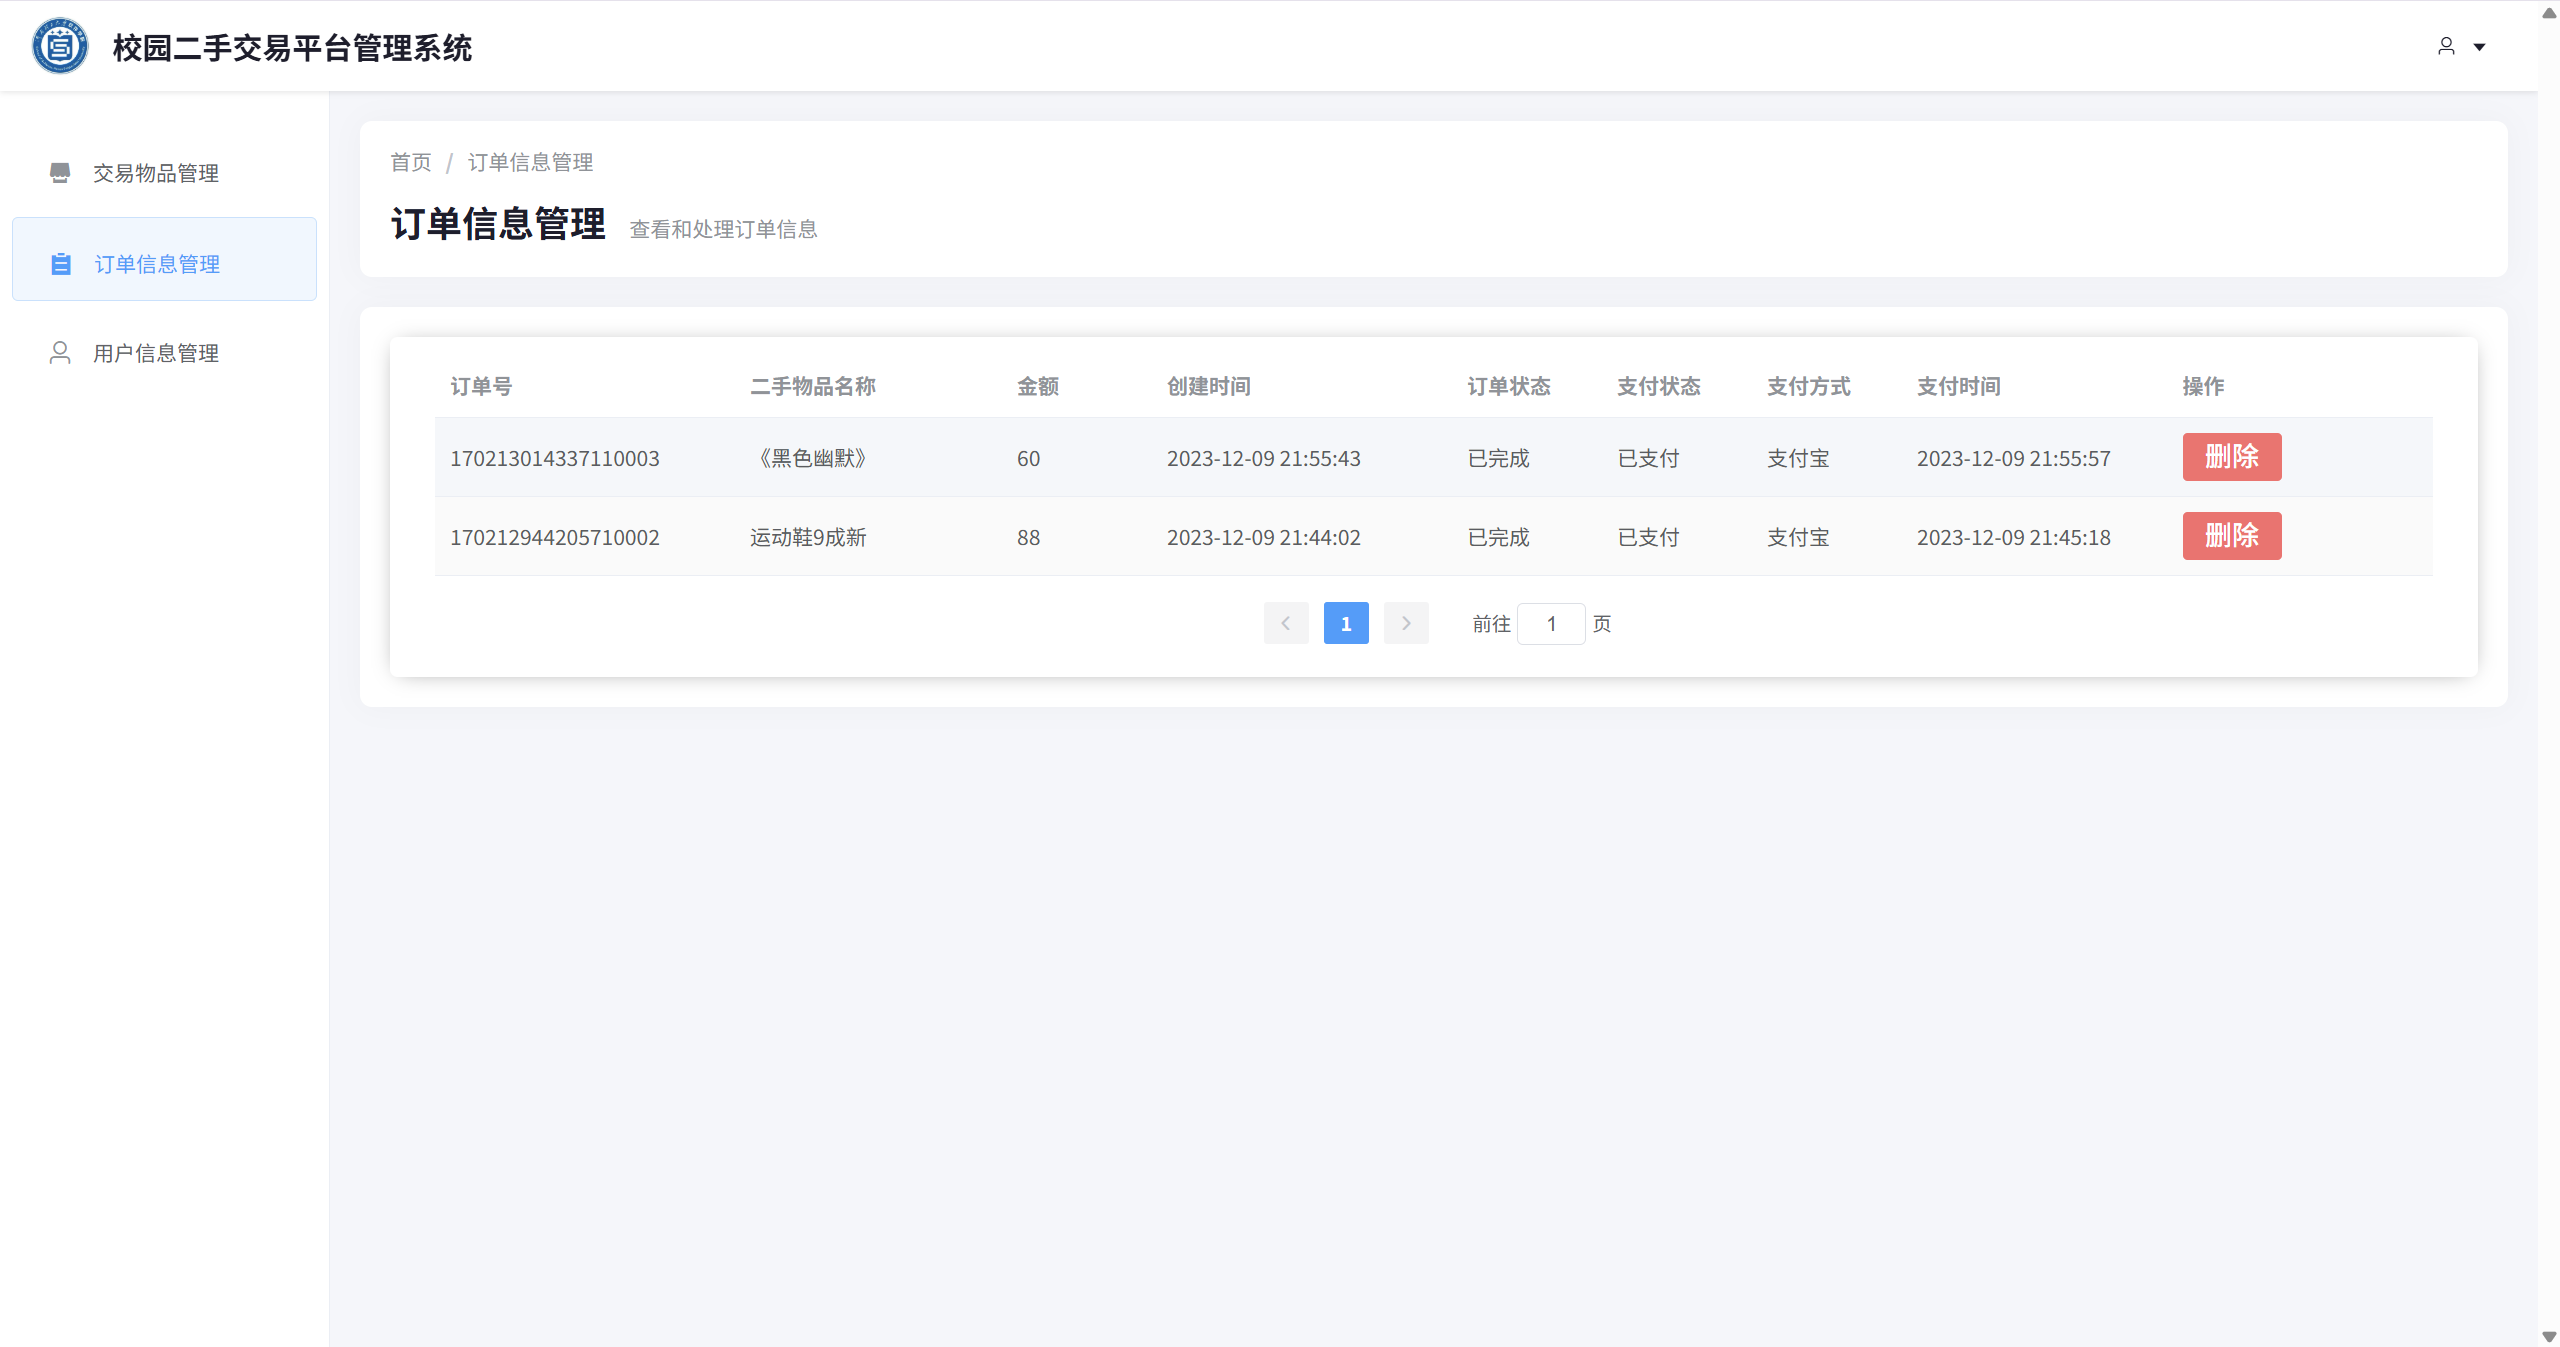 校园二手交易平台管理系统
交易物品管理
订单信息管理
用户信息管理
首页 / 订单信息管理
订单信息管理 查看和处理订单信息
订单号 二手物品名称 金额 创建时间 订单状态 支付状态 支付方式 支付时间 操作
170213014337110003 《黑色幽默》 60 2023-12-09 21:55:43 已完成 已支付 支付宝 2023-12-09 21:55:57 删除
170212944205710002 运动鞋9成新 88 2023-12-09 21:44:02 已完成 已支付 支付宝 2023-12-09 21:45:18 删除
1 前往 1 页